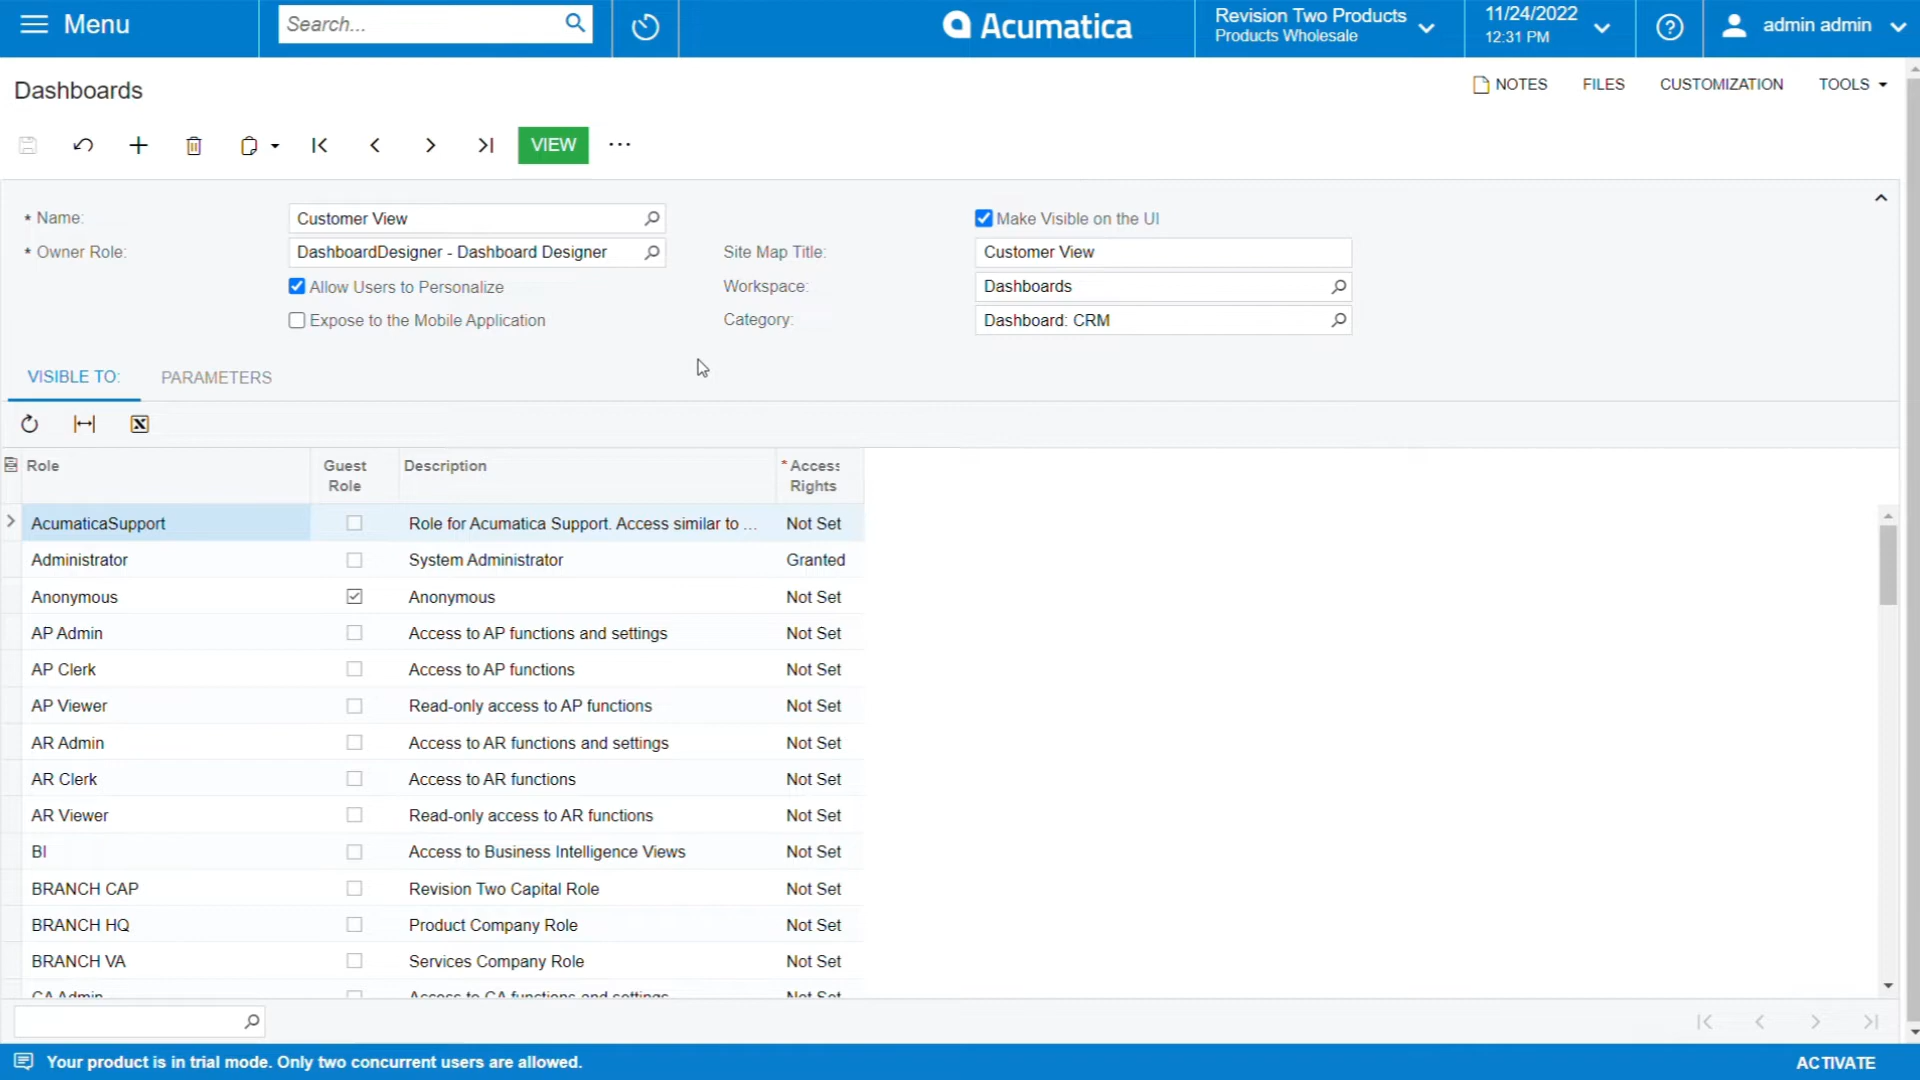 Menu
Search...
Acumatica
Revision Two Products
Products Wholesale
11/24/2022
12:31 PM
admin admin
Dashboards
NOTES
FILES
CUSTOMIZATION
TOOLS
VIEW
* Name:
Customer View
Make Visible on the UI
* Owner Role:
DashboardDesigner - Dashboard Designer
Site Map Title:
Customer View
Allow Users to Personalize
Workspace:
Dashboards
Expose to the Mobile Application
Category:
Dashboard: CRM
VISIBLE TO:
PARAMETERS
Role
Guest Role
Description
* Access Rights
AcumaticaSupport
Role for Acumatica Support. Access similar to ...
Not Set
Administrator
System Administrator
Granted
Anonymous
Anonymous
Not Set
AP Admin
Access to AP functions and settings
Not Set
AP Clerk
Access to AP functions
Not Set
AP Viewer
Read-only access to AP functions
Not Set
AR Admin
Access to AR functions and settings
Not Set
AR Clerk
Access to AR functions
Not Set
AR Viewer
Read-only access to AR functions
Not Set
BI
Access to Business Intelligence Views
Not Set
BRANCH CAP
Revision Two Capital Role
Not Set
BRANCH HQ
Product Company Role
Not Set
BRANCH VA
Services Company Role
Not Set
CA Admin
Access to CA functions and settings
Not Set
Your product is in trial mode. Only two concurrent users are allowed.
ACTIVATE